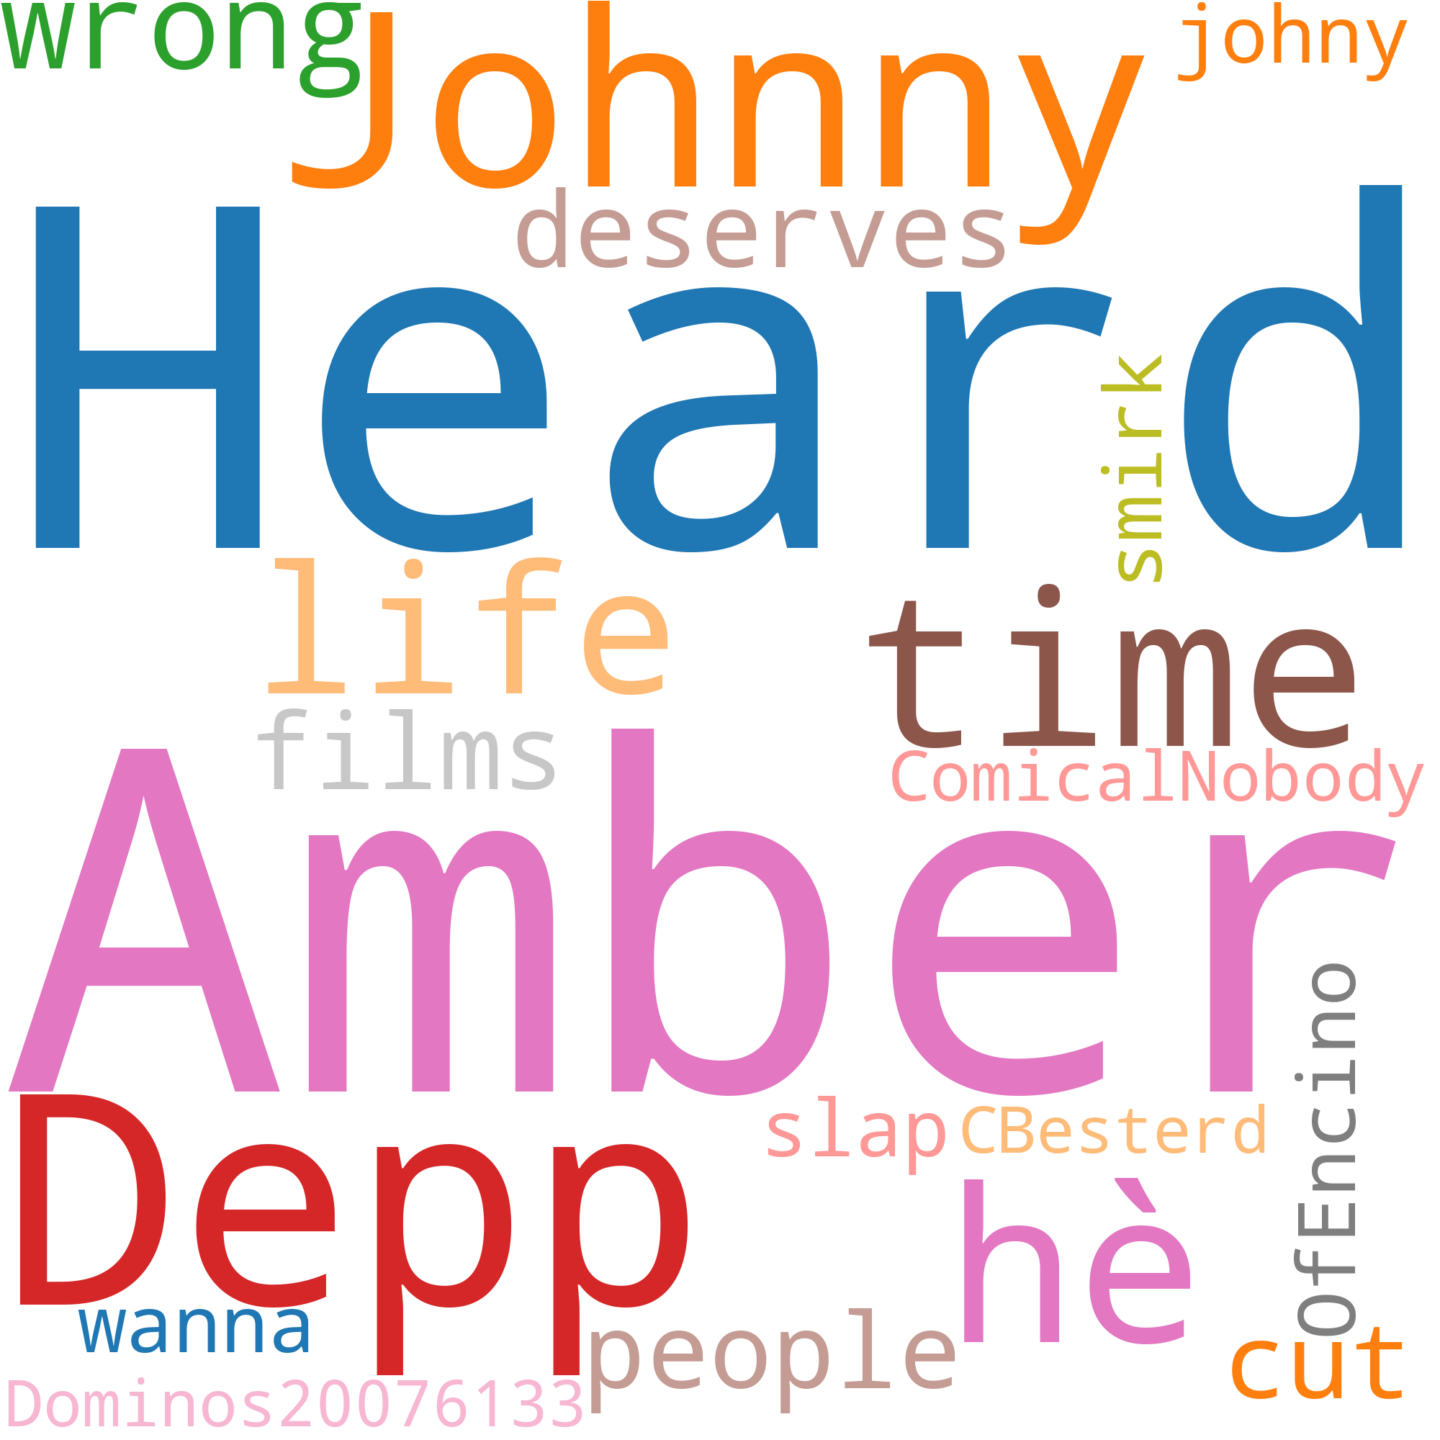 wrong
Johnny
johny
deserves
Heard
smirk
life
time
films
ComicalNobody
Amber
OfEncino
Depp
slap
CBesterd
hè
wanna
people
cut
Dominos20076133